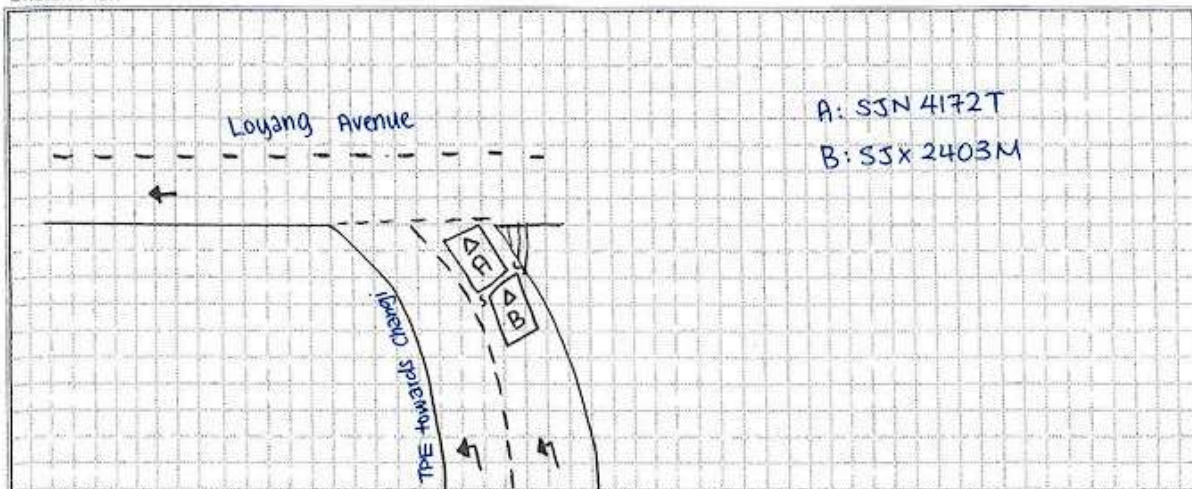 Loyang Avenue
A: SJN 4172T
B: SJX 2403M
A
B
TPE towards Changi